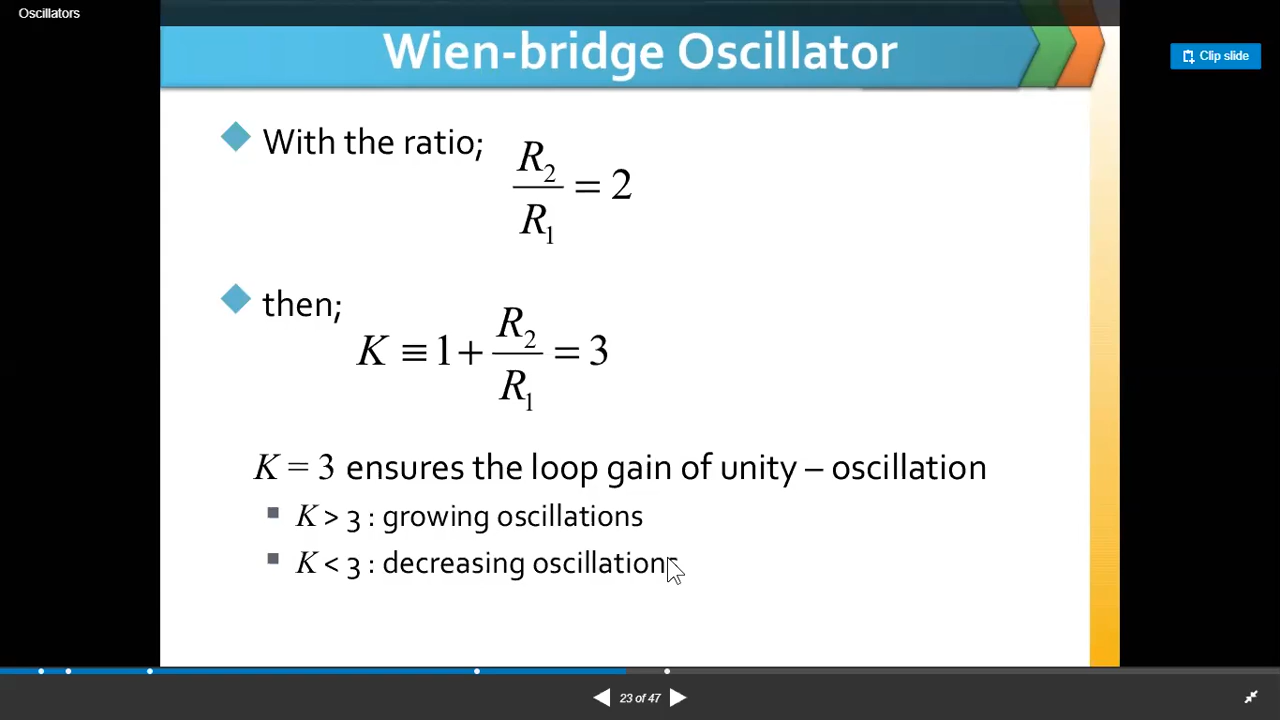 Oscillators
Wien-bridge Oscillator
Clip slide
With the ratio;
R₂/R₁ = 2
then;
K ≡ 1 + R₂/R₁ = 3
K = 3 ensures the loop gain of unity – oscillation
K > 3 : growing oscillations
K < 3 : decreasing oscillations
23 of 47